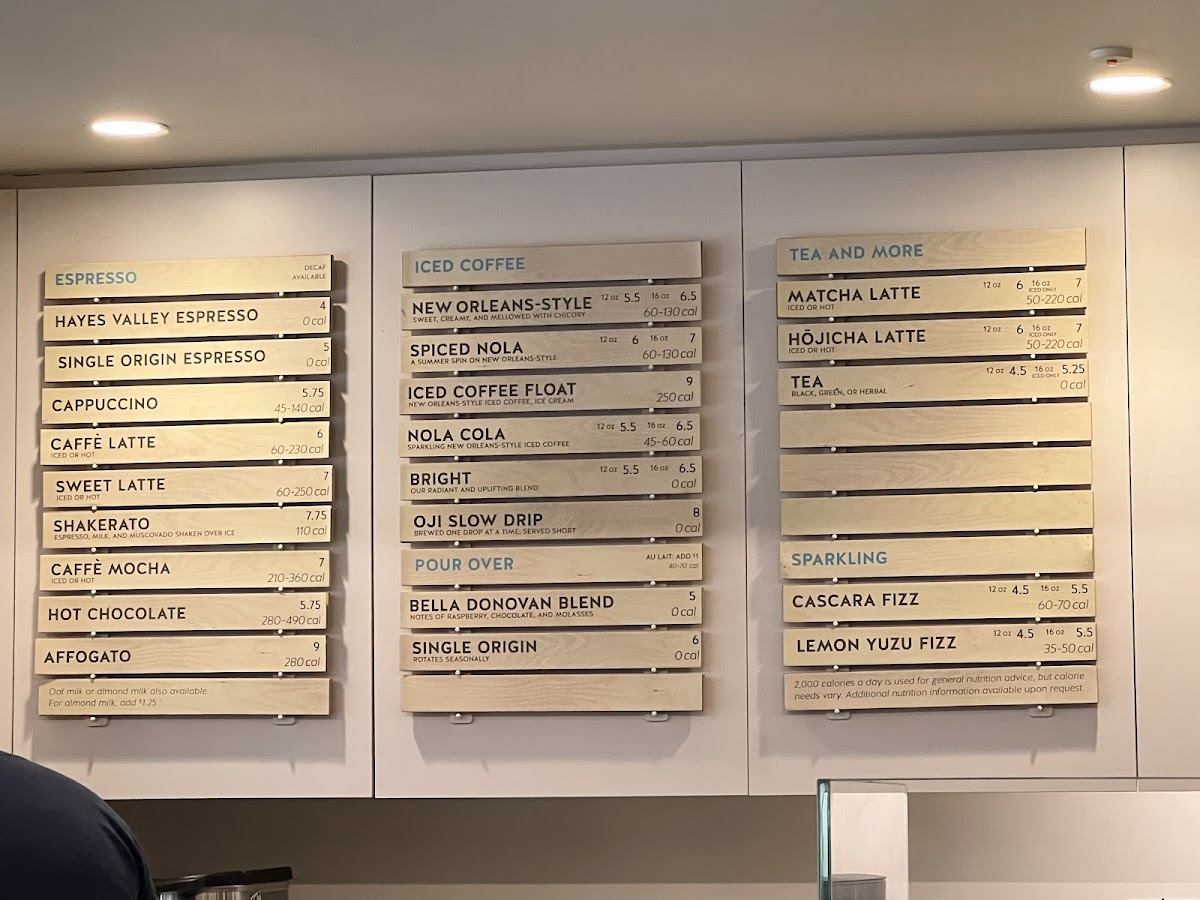 ESPRESSO DECAF AVAILABLE
HAYES VALLEY ESPRESSO 4
0 cal
SINGLE ORIGIN ESPRESSO 5
0 cal
CAPPUCCINO 5.75
45-140 cal
CAFFÈ LATTE 6
ICED OR HOT 60-230 cal
SWEET LATTE 7
ICED OR HOT 60-250 cal
SHAKERATO 7.75
ESPRESSO, MILK, AND MUSCOVADO SHAKEN OVER ICE 110 cal
CAFFÈ MOCHA 7
ICED OR HOT 210-360 cal
HOT CHOCOLATE 5.75
280-490 cal
AFFOGATO 9
280 cal
Oat milk or almond milk also available.
For almond milk, add $1.25
ICED COFFEE
NEW ORLEANS-STYLE 12 oz 5.5 16 oz 6.5
SWEET, CREAMY, AND MELLOWED WITH CHICORY 60-130 cal
SPICED NOLA 12 oz 6 16 oz 7
A SUMMER SPIN ON NEW ORLEANS-STYLE 60-130 cal
ICED COFFEE FLOAT 9
NEW ORLEANS-STYLE ICED COFFEE, ICE CREAM 250 cal
NOLA COLA 12 oz 5.5 16 oz 6.5
SPARKLING NEW ORLEANS-STYLE ICED COFFEE 45-60 cal
BRIGHT 12 oz 5.5 16 oz 6.5
OUR RADIANT AND UPLIFTING BLEND 0 cal
OJI SLOW DRIP 8
BREWED ONE DROP AT A TIME, SERVED SHORT 0 cal
POUR OVER AU LAIT: ADD $1
40-70 cal
BELLA DONOVAN BLEND 5
NOTES OF RASPBERRY, CHOCOLATE, AND MOLASSES 0 cal
SINGLE ORIGIN 6
ROTATES SEASONALLY 0 cal
TEA AND MORE
MATCHA LATTE 12 oz 6 16 oz ICED ONLY 7
ICED OR HOT 50-220 cal
HŌJICHA LATTE 12 oz 6 16 oz ICED ONLY 7
ICED OR HOT 50-220 cal
TEA 12 oz 4.5 16 oz ICED ONLY 5.25
BLACK, GREEN, OR HERBAL 0 cal
SPARKLING
CASCARA FIZZ 12 oz 4.5 16 oz 5.5
60-70 cal
LEMON YUZU FIZZ 12 oz 4.5 16 oz 5.5
35-50 cal
2,000 calories a day is used for general nutrition advice, but calorie
needs vary. Additional nutrition information available upon request.